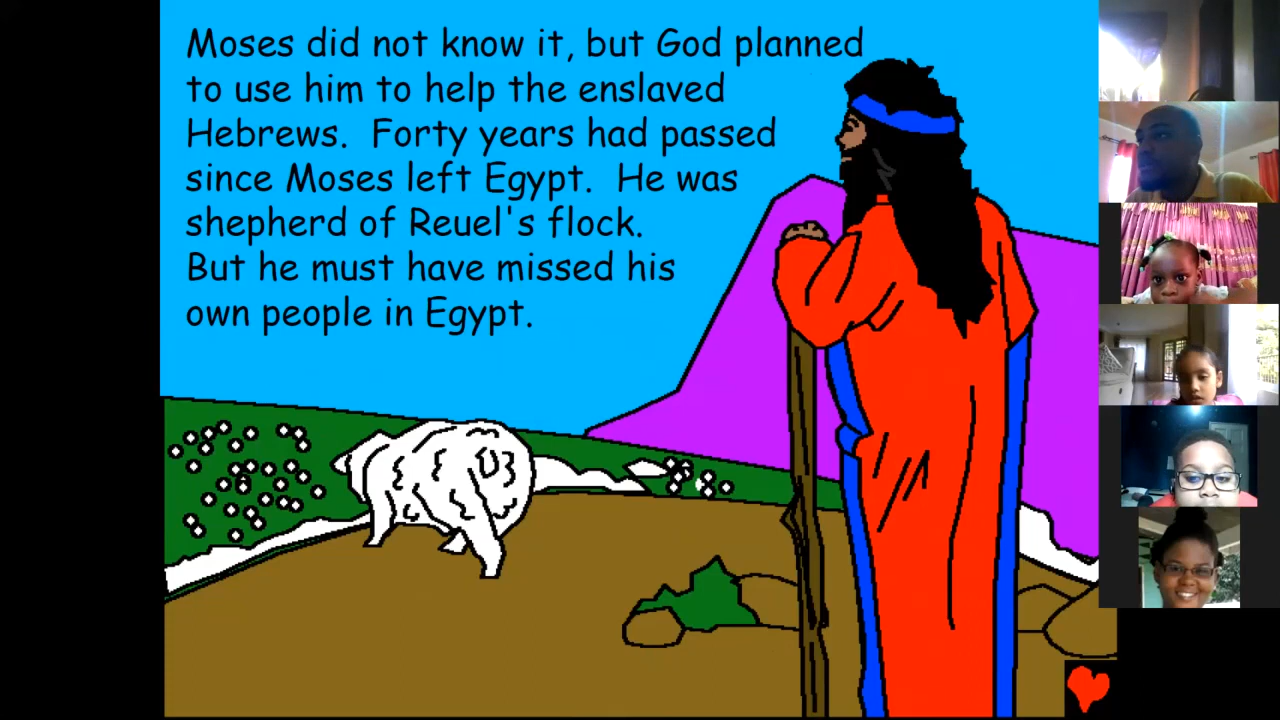 Moses did not know it, but God planned
to use him to help the enslaved
Hebrews. Forty years had passed
since Moses left Egypt. He was
shepherd of Reuel's flock.
But he must have missed his
own people in Egypt.